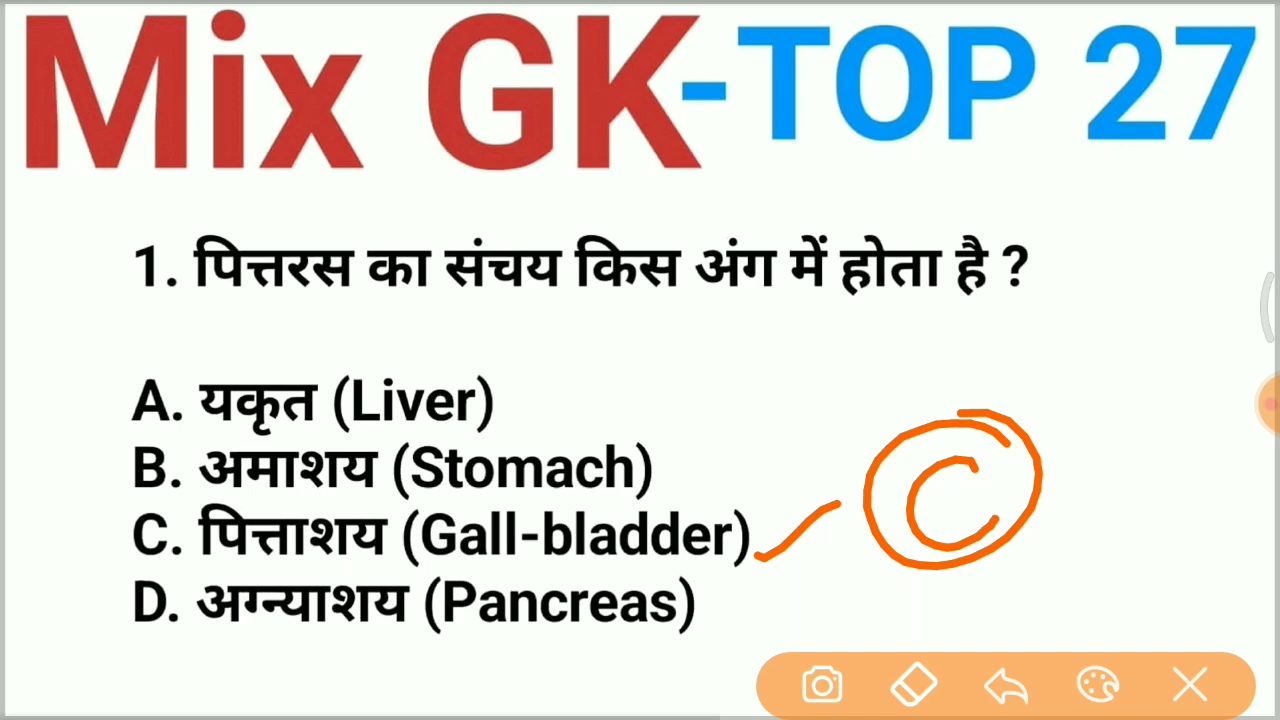 Mix GK-TOP 27
1. पित्तरस का संचय किस अंग में होता है ?
A. यकृत (Liver)
B. अमाशय (Stomach)
C. पित्ताशय (Gall-bladder)
C
D. अग्न्याशय (Pancreas)